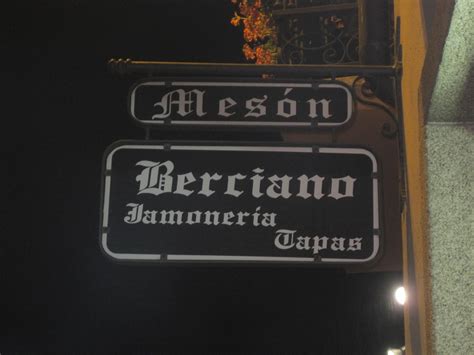 Mesón
Berciano
Jamonería
Tapas